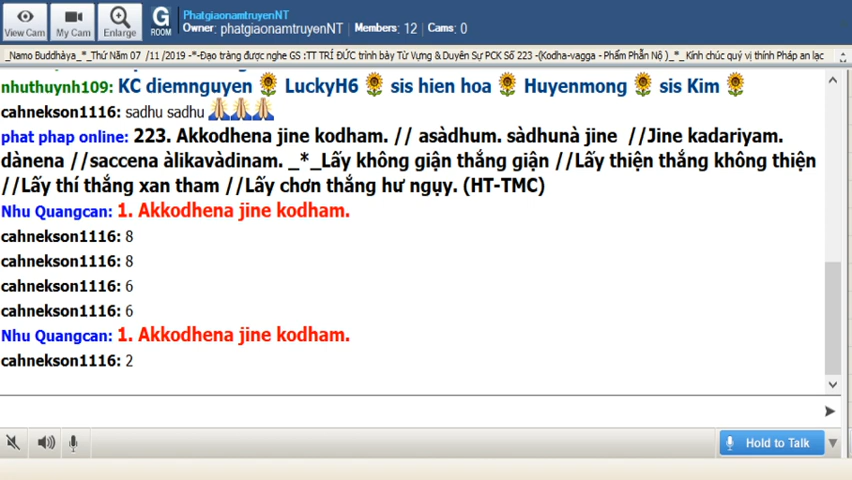 View Cam
My Cam
Enlarge
G
ROOM
PhatgiaonamtruyenNT
Owner: phatgiaonamtruyenNT Members: 12 Cams: 0
_Namo Buddhàya_*_Thứ Năm 07 /11 /2019 -*-Đạo tràng được nghe GS :TT TRÍ ĐỨC trình bày Từ Vựng & Duyên Sự PCK Số 223 -(Kodha-vagga - Phẩm Phẫn Nộ )_*_ Kính chúc quý vị thính Pháp an lạc
nhuthuynh109: KC diemnguyen LuckyH6 sis hien hoa Huyenmong sis Kim
cahnekson1116: sadhu sadhu
phat phap online: 223. Akkodhena jine kodham. // asàdhum. sàdhunà jine //Jine kadariyam.
dànena //saccena àlikavàdinam. _*_Lấy không giận thắng giận //Lấy thiện thắng không thiện
//Lấy thí thắng xan tham //Lấy chơn thắng hư ngụy. (HT-TMC)
Nhu Quangcan: 1. Akkodhena jine kodham.
cahnekson1116: 8
cahnekson1116: 8
cahnekson1116: 6
cahnekson1116: 6
Nhu Quangcan: 1. Akkodhena jine kodham.
cahnekson1116: 2
Hold to Talk